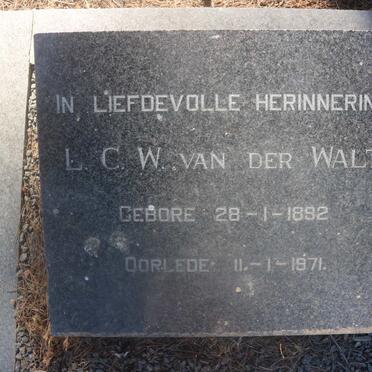 IN LIEFDEVOLLE HERINNERIN
L. C. W. VAN DER WALT
GEBORE 28-1-1892
OORLEDE 11-1-1971.